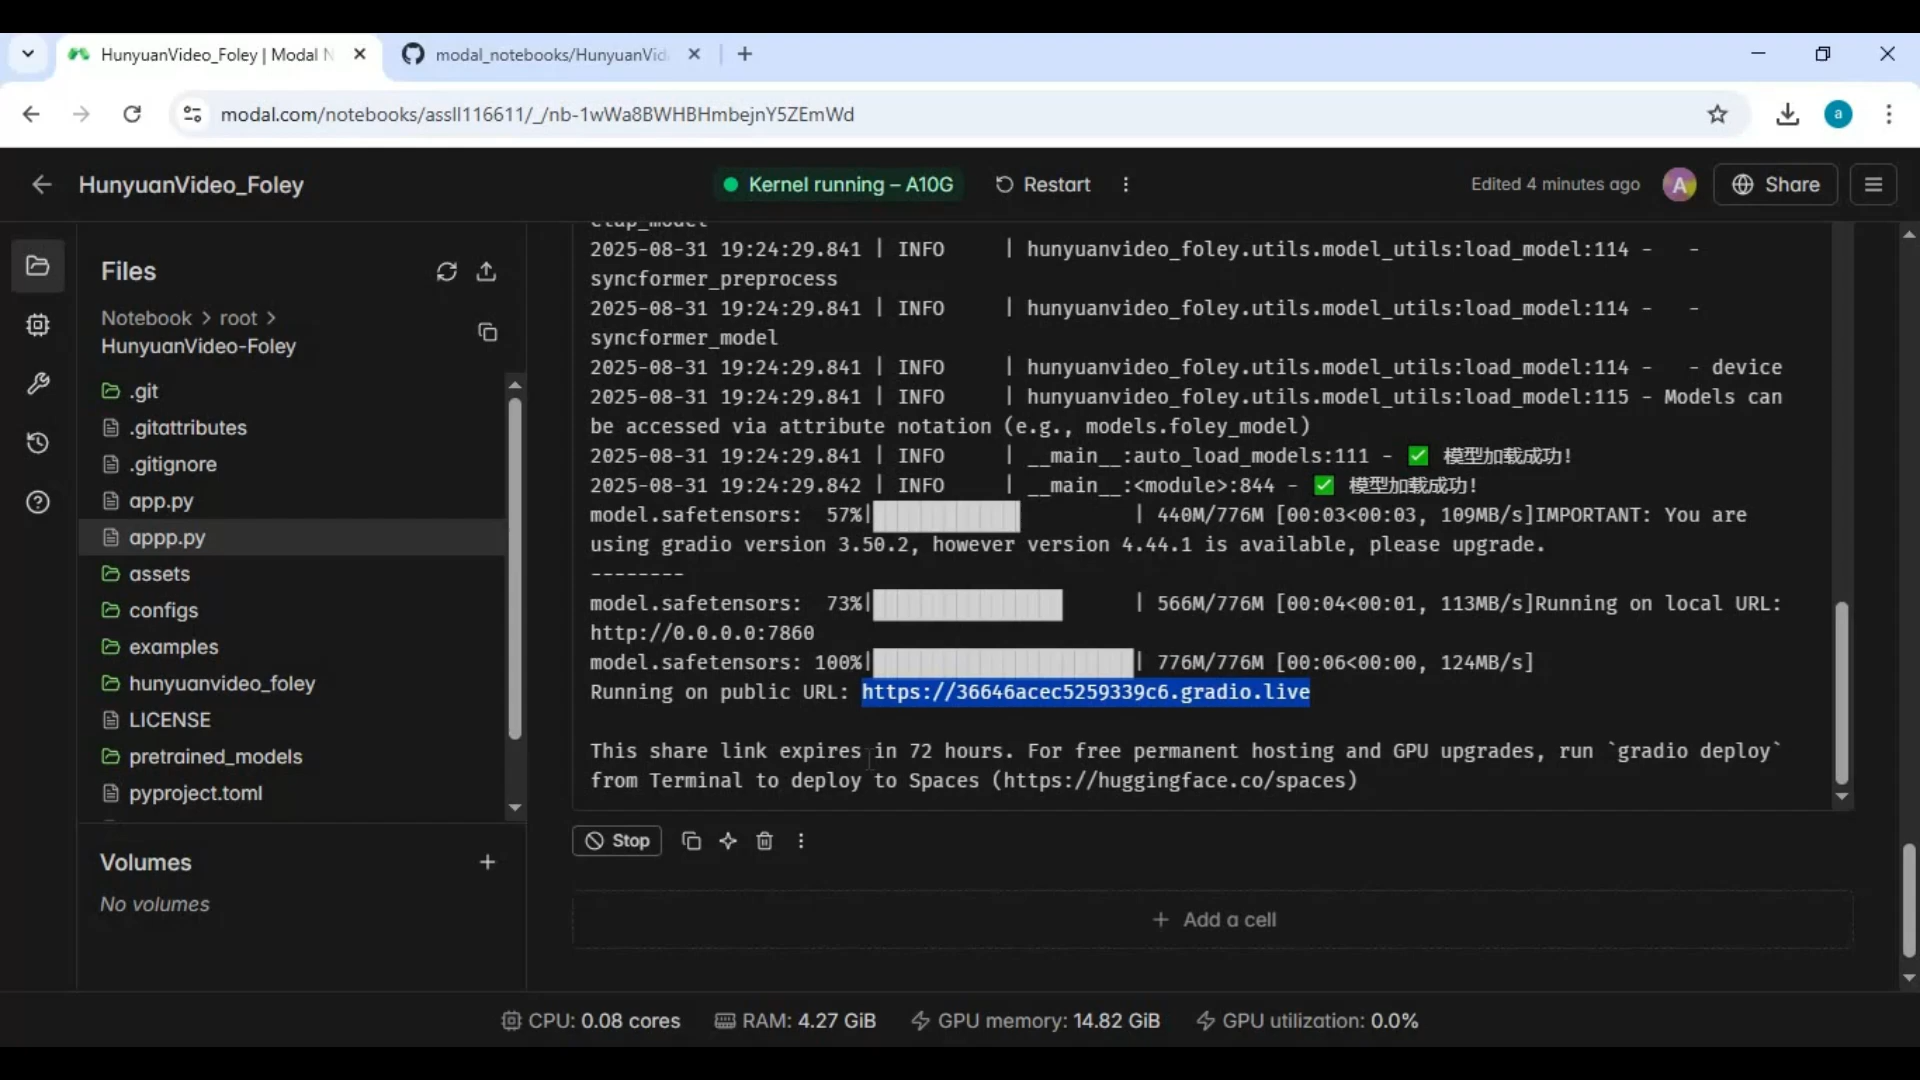 HunyuanVideo_Foley | Modal N
modal_notebooks/HunyuanVid
modal.com/notebooks/assll116611/_/nb-1wWa8BWHBHmbejnY5ZEmWd
a
HunyuanVideo_Foley
Kernel running – A10G
Restart
Edited 4 minutes ago
A
Share
Files
Notebook > root >
HunyuanVideo-Foley
.git
.gitattributes
.gitignore
app.py
appp.py
assets
configs
examples
hunyuanvideo_foley
LICENSE
pretrained_models
pyproject.toml
Volumes
No volumes
clap_model
2025-08-31 19:24:29.841 | INFO     | hunyuanvideo_foley.utils.model_utils:load_model:114 -   -
syncformer_preprocess
2025-08-31 19:24:29.841 | INFO     | hunyuanvideo_foley.utils.model_utils:load_model:114 -   -
syncformer_model
2025-08-31 19:24:29.841 | INFO     | hunyuanvideo_foley.utils.model_utils:load_model:114 -   - device
2025-08-31 19:24:29.841 | INFO     | hunyuanvideo_foley.utils.model_utils:load_model:115 - Models can
be accessed via attribute notation (e.g., models.foley_model)
2025-08-31 19:24:29.841 | INFO     | __main__:auto_load_models:111 - ✅ 模型加载成功!
2025-08-31 19:24:29.842 | INFO     | __main__:<module>:844 - ✅ 模型加载成功!
model.safetensors:  57%|            | 440M/776M [00:03<00:03, 109MB/s]IMPORTANT: You are
using gradio version 3.50.2, however version 4.44.1 is available, please upgrade.
--------
model.safetensors:  73%|            | 566M/776M [00:04<00:01, 113MB/s]Running on local URL:
http://0.0.0.0:7860
model.safetensors: 100%|            | 776M/776M [00:06<00:00, 124MB/s]
Running on public URL: https://36646acec5259339c6.gradio.live
This share link expires in 72 hours. For free permanent hosting and GPU upgrades, run `gradio deploy`
from Terminal to deploy to Spaces (https://huggingface.co/spaces)
Stop
+ Add a cell
CPU: 0.08 cores
RAM: 4.27 GiB
GPU memory: 14.82 GiB
GPU utilization: 0.0%